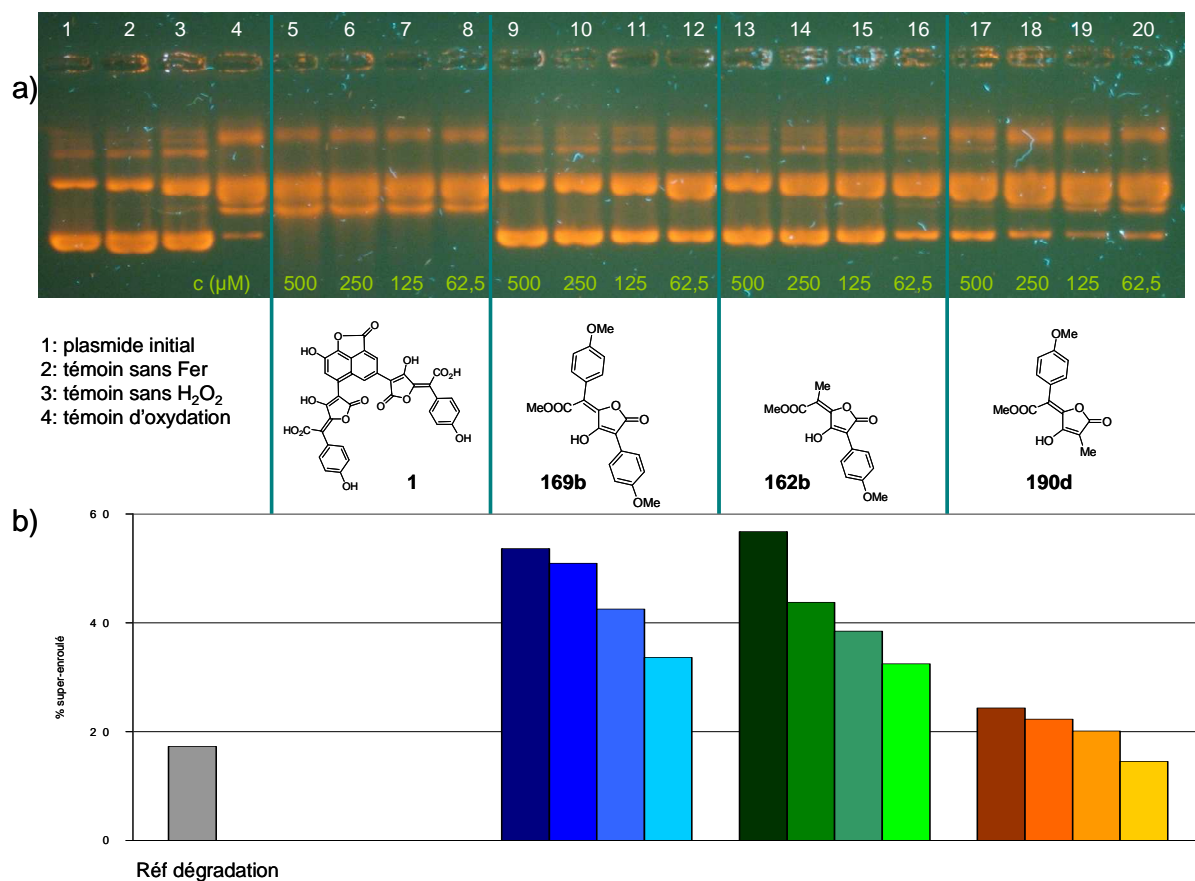 1 2 3 4 5 6 7 8 9 10 11 12 13 14 15 16 17 18 19 20
a)
c (µM) 500 250 125 62,5 500 250 125 62,5 500 250 125 62,5 500 250 125 62,5
1: plasmide initial
2: témoin sans Fer
3: témoin sans H₂O₂
4: témoin d'oxydation
O
O
HO
OH
CO₂H
HO
O
O
O
O
HO₂C
OH
OH
1
OMe
MeOOC
O
O
HO
OMe
169b
Me
MeOOC
O
O
HO
OMe
162b
OMe
MeOOC
O
O
HO
Me
190d
b)
% super-enroulé
60
40
20
0
Réf dégradation